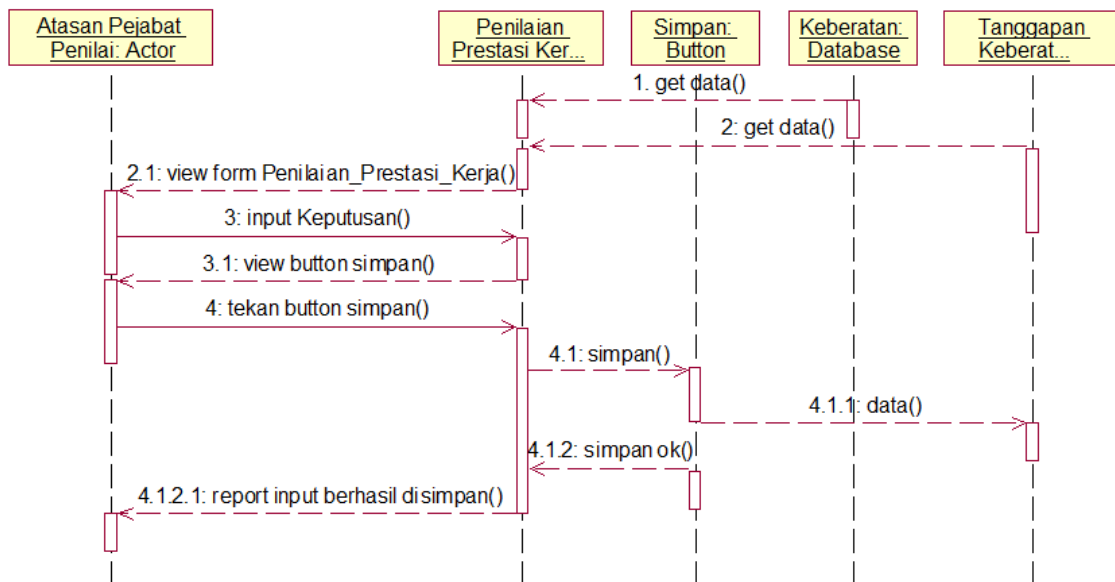 Atasan Pejabat
Penilai: Actor
Penilaian
Prestasi Ker...
Simpan:
Button
Keberatan:
Database
Tanggapan
Keberat...
1. get data()
2: get data()
2.1: view form Penilaian_Prestasi_Kerja()
3: input Keputusan()
3.1: view button simpan()
4: tekan button simpan()
4.1: simpan()
4.1.1: data()
4.1.2: simpan ok()
4.1.2.1: report input berhasil disimpan()